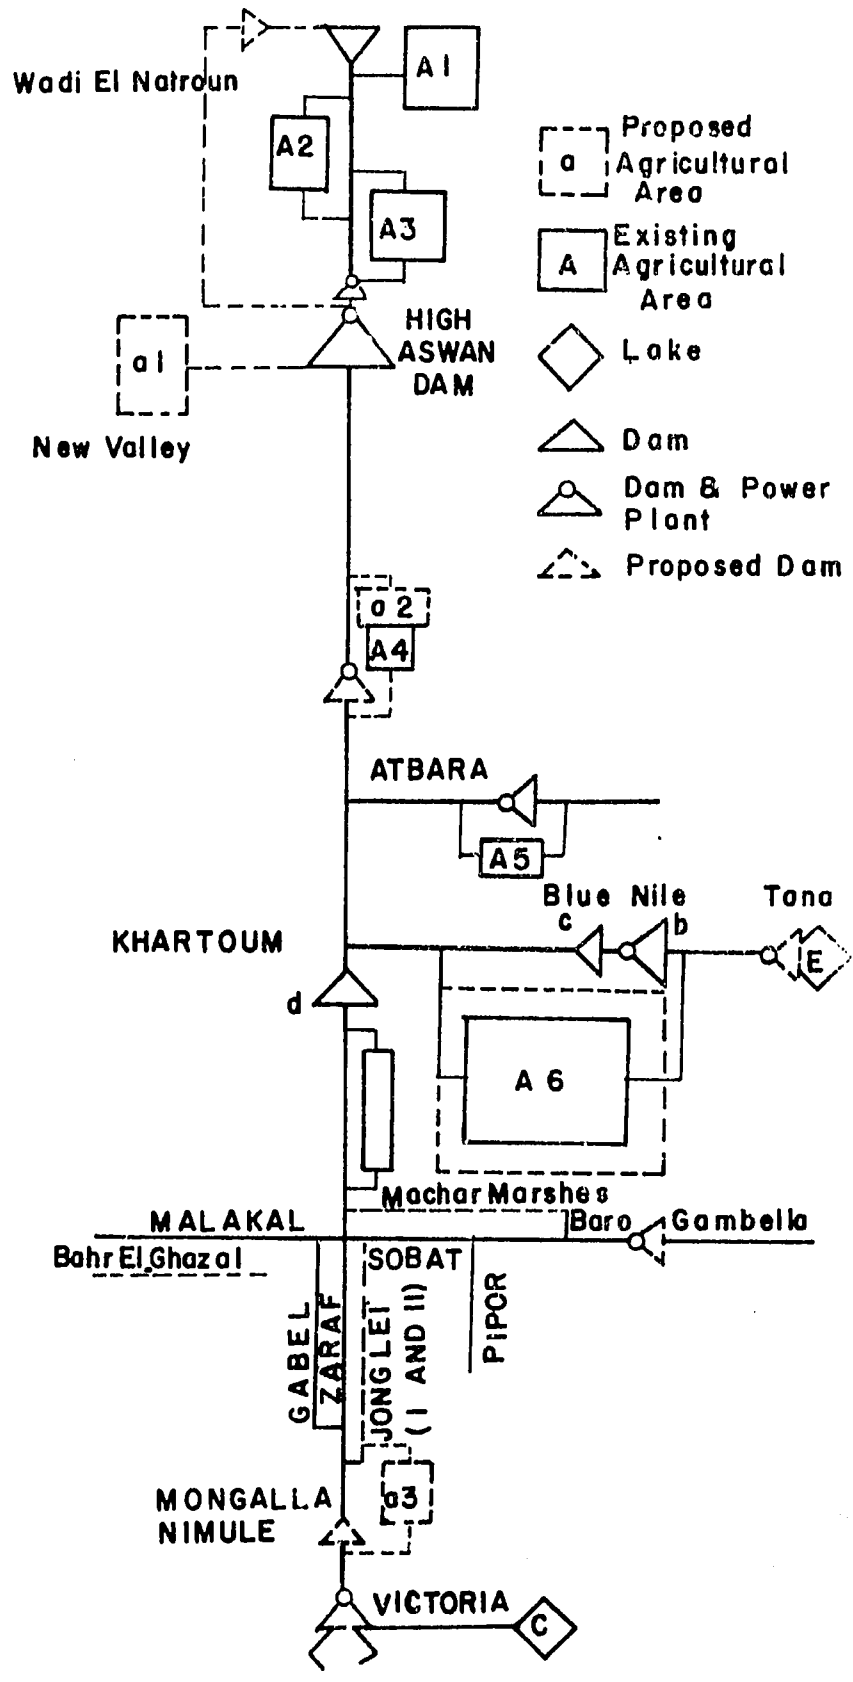 Wadi El Natroun
A1
A2
A3
HIGH
ASWAN
DAM
a1
New Valley
a
Proposed
Agricultural
Area
A
Existing
Agricultural
Area
Lake
Dam
Dam & Power
Plant
Proposed Dam
a2
A4
ATBARA
A5
Blue Nile
c
b
Tana
E
KHARTOUM
d
A6
Machar Marshes
MALAKAL
Baro
Gambella
Bahr El Ghazal
SOBAT
GABEL
ZARAF
JONGLEI
(I AND II)
PiPOR
a3
MONGALLA
NIMULE
VICTORIA
C